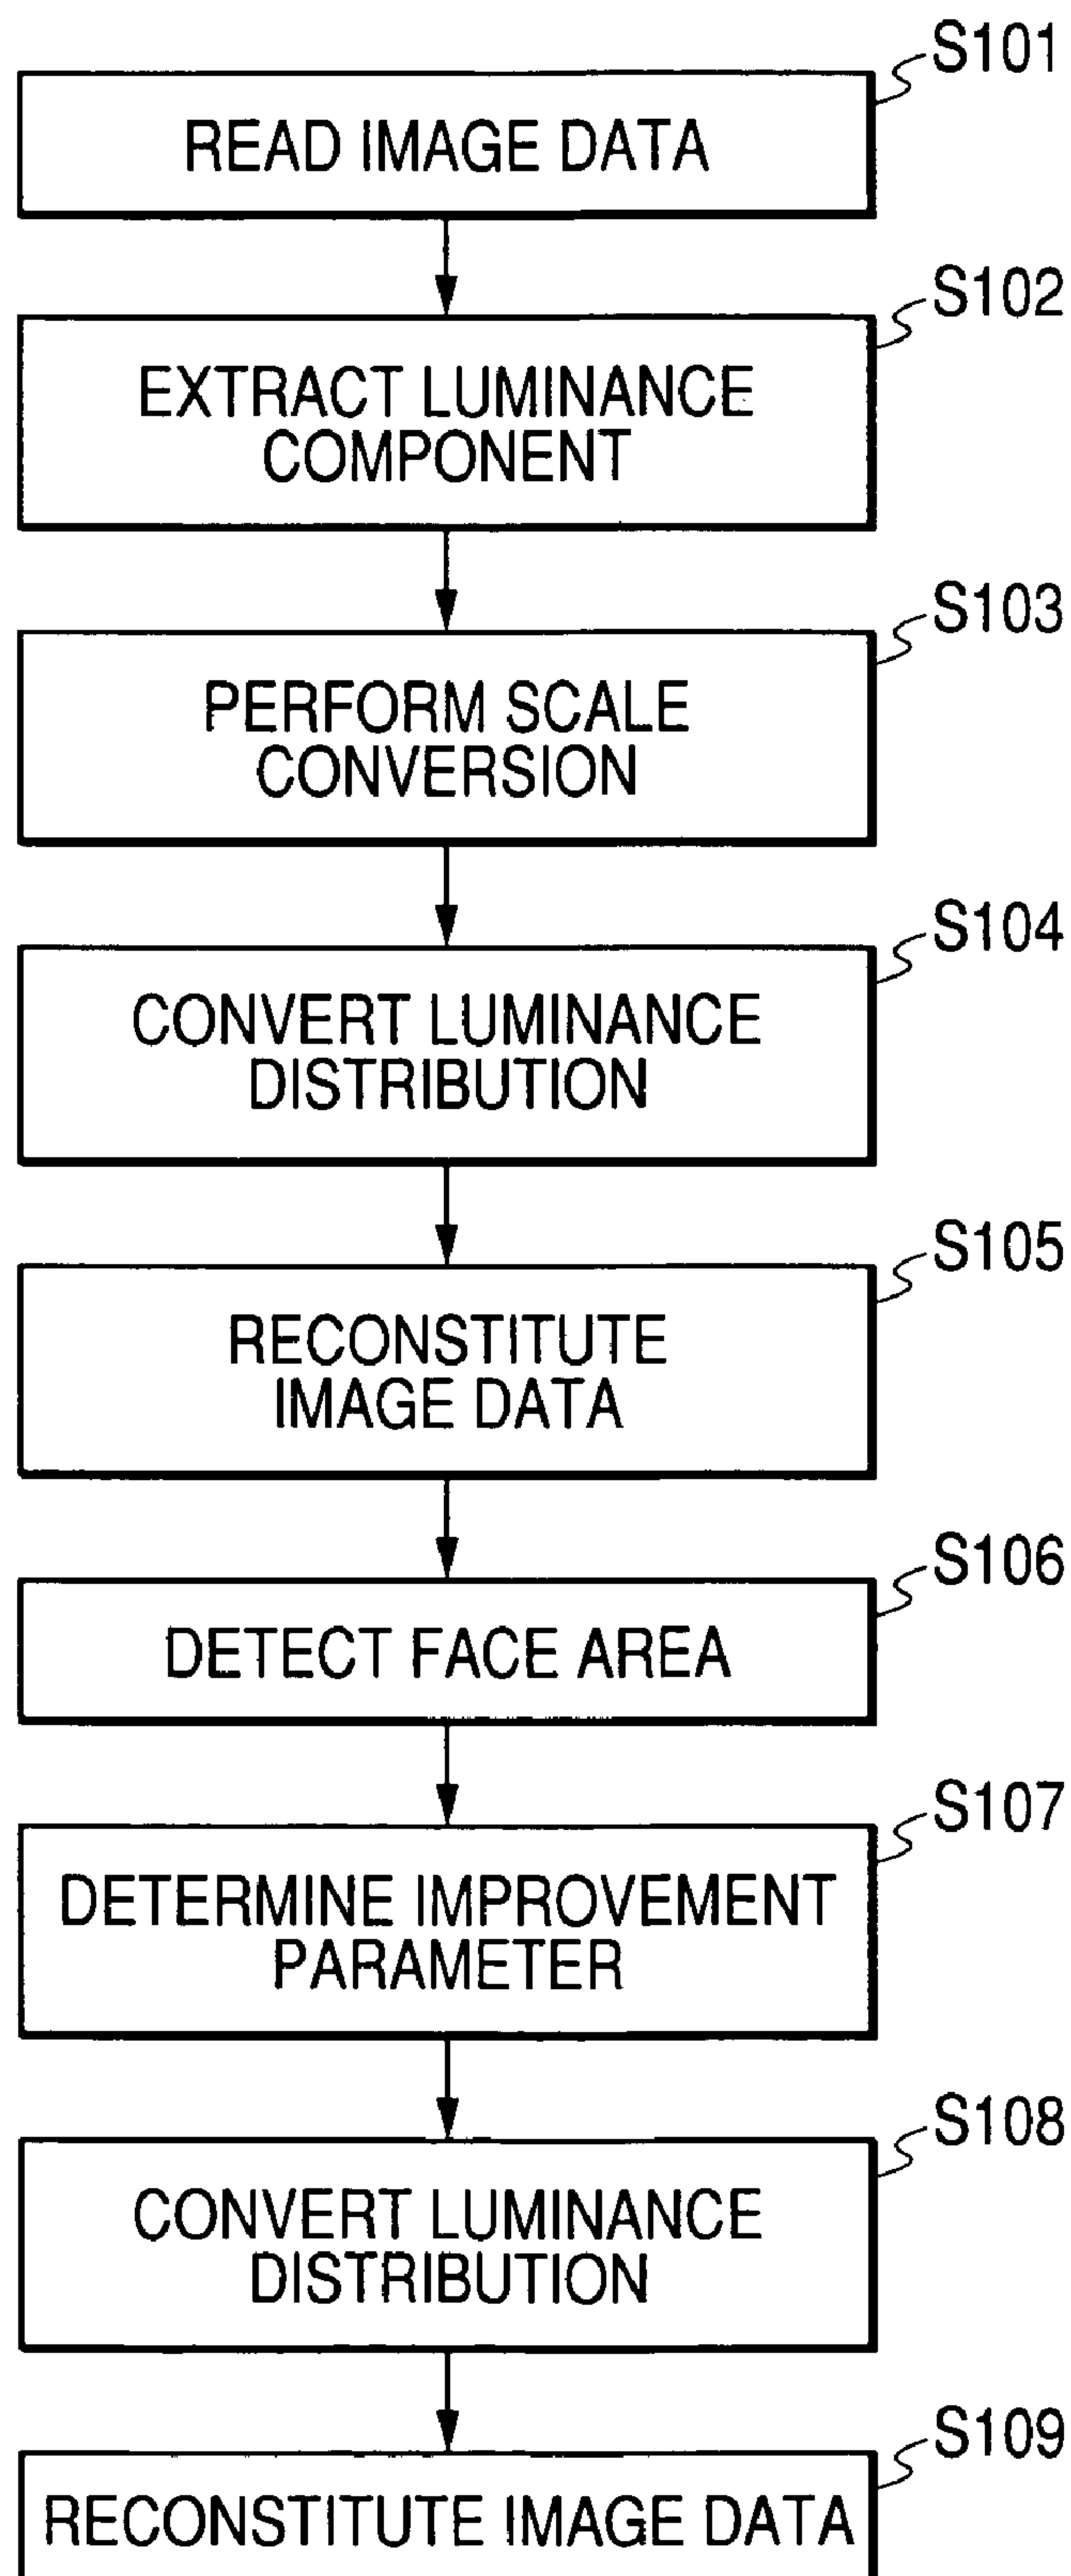 S101
READ IMAGE DATA
S102
EXTRACT LUMINANCE
COMPONENT
S103
PERFORM SCALE
CONVERSION
S104
CONVERT LUMINANCE
DISTRIBUTION
S105
RECONSTITUTE
IMAGE DATA
S106
DETECT FACE AREA
S107
DETERMINE IMPROVEMENT
PARAMETER
S108
CONVERT LUMINANCE
DISTRIBUTION
S109
RECONSTITUTE IMAGE DATA